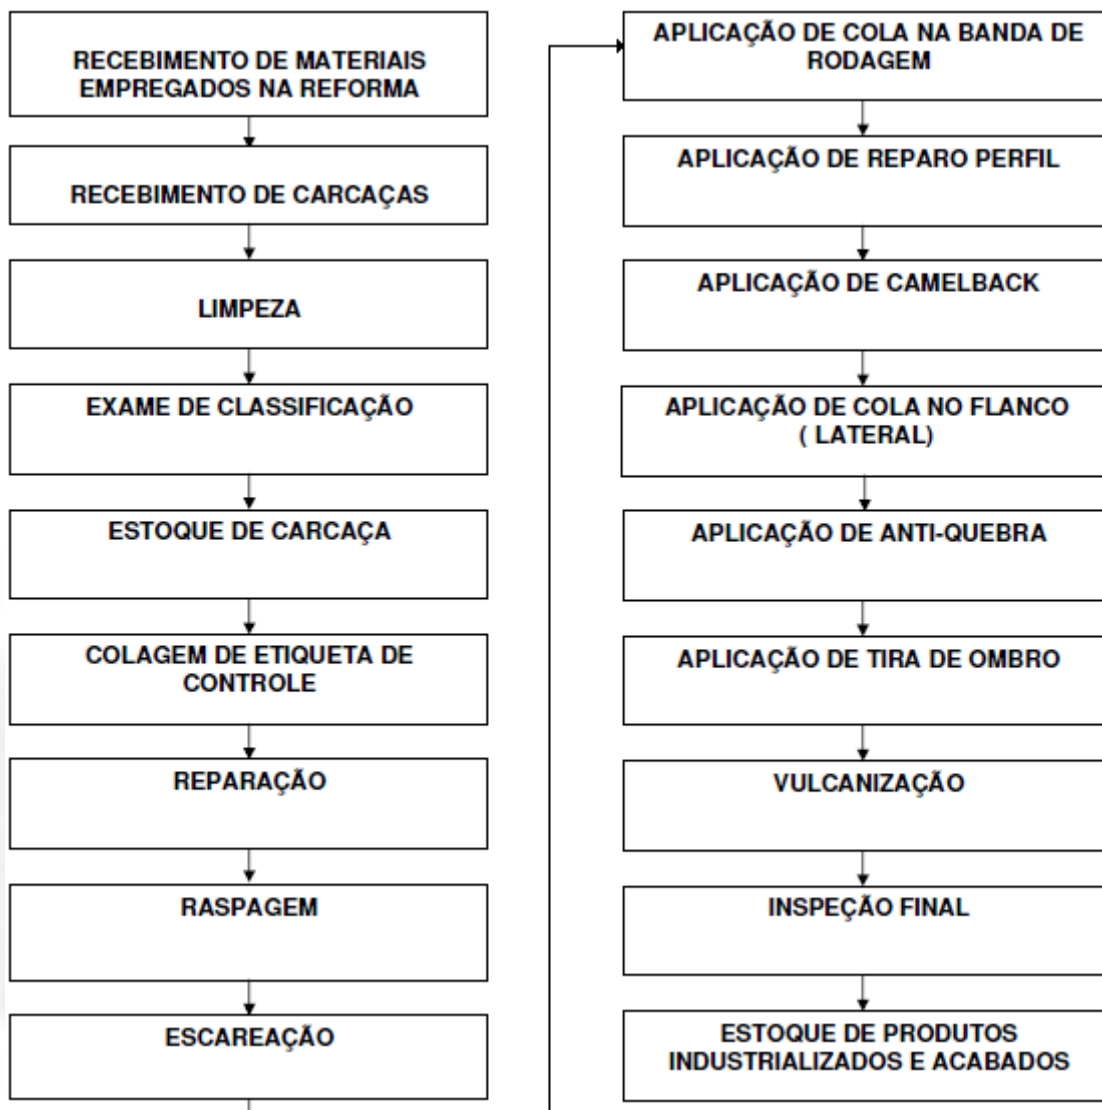 RECEBIMENTO DE MATERIAIS
EMPREGADOS NA REFORMA
RECEBIMENTO DE CARCAÇAS
LIMPEZA
EXAME DE CLASSIFICAÇÃO
ESTOQUE DE CARCAÇA
COLAGEM DE ETIQUETA DE
CONTROLE
REPARAÇÃO
RASPAGEM
ESCAREAÇÃO
APLICAÇÃO DE COLA NA BANDA DE
RODAGEM
APLICAÇÃO DE REPARO PERFIL
APLICAÇÃO DE CAMELBACK
APLICAÇÃO DE COLA NO FLANCO
( LATERAL)
APLICAÇÃO DE ANTI-QUEBRA
APLICAÇÃO DE TIRA DE OMBRO
VULCANIZAÇÃO
INSPEÇÃO FINAL
ESTOQUE DE PRODUTOS
INDUSTRIALIZADOS E ACABADOS